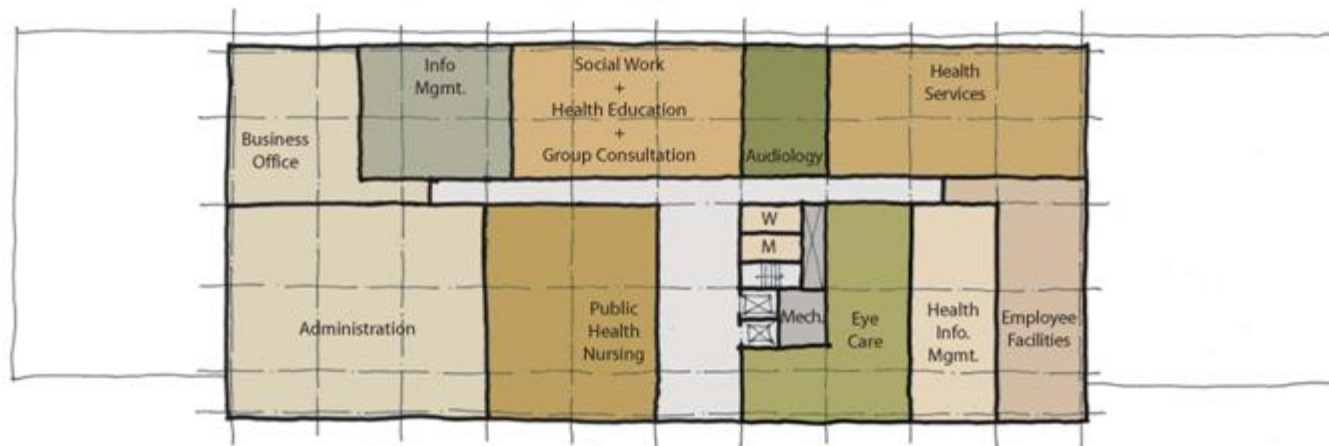 Info
Mgmt.
Social Work
+
Health Education
+
Group Consultation
Audiology
Health
Services
Business
Office
W
M
Administration
Public
Health
Nursing
Mech.
Eye
Care
Health
Info.
Mgmt.
Employee
Facilities